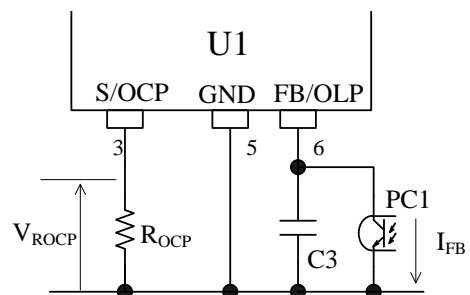 U1
S/OCP GND FB/OLP
3 5 6
PC1
V_ROCP R_OCP C3 I_FB